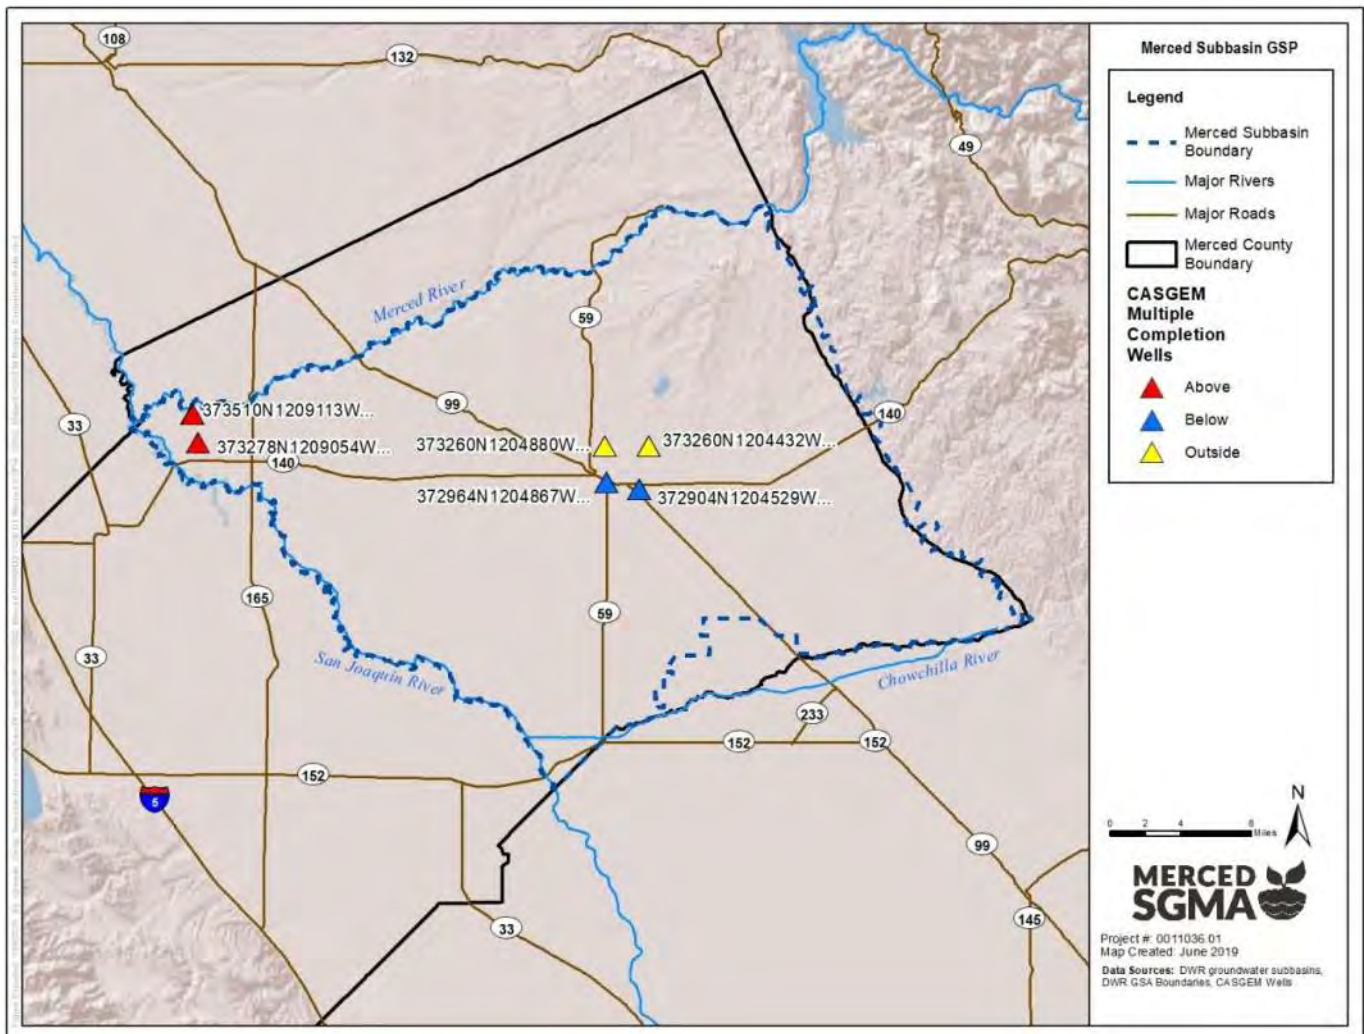 Merced Subbasin GSP
Legend
Merced Subbasin
Boundary
Major Rivers
Major Roads
Merced County
Boundary
CASGEM
Multiple
Completion
Wells
Above
Below
Outside
108
132
49
Merced River
59
33
99
140
373510N1209113W...
373278N1209054W...
140
373260N1204880W...
373260N1204432W...
372964N1204867W...
372904N1204529W...
165
59
33
San Joaquin River
Chowchilla River
233
152
152
152
5
99
33
145
N
0 2 4 8 Miles
MERCED
SGMA
Project #: 0011036.01
Map Created: June 2019
Data Sources: DWR groundwater subbasins,
DWR GSA Boundaries, CASGEM Wells